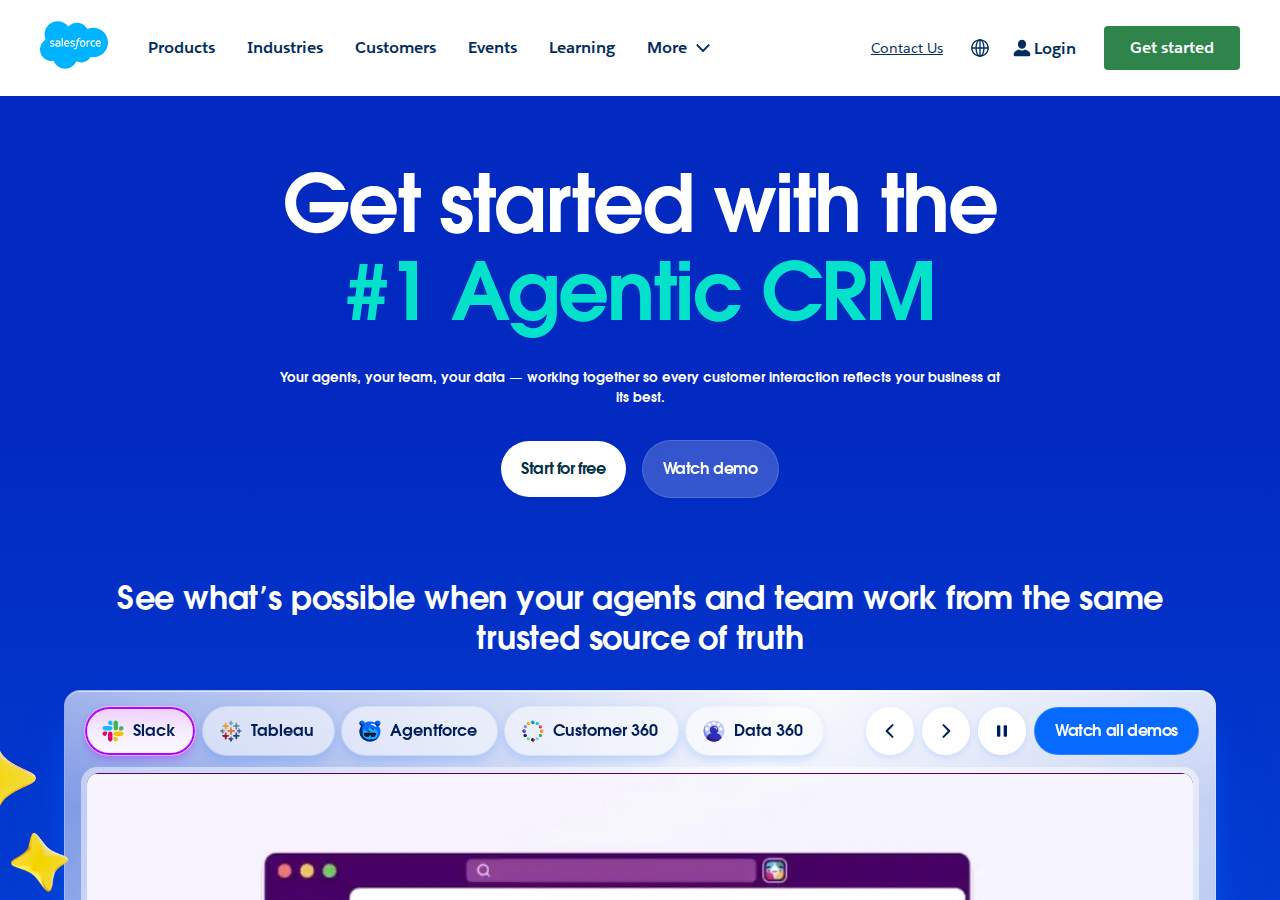 salesforce
Products Industries Customers Events Learning More
Contact Us Login Get started
Get started with the
#1 Agentic CRM
Your agents, your team, your data — working together so every customer interaction reflects your business at
its best.
Start for free Watch demo
See what’s possible when your agents and team work from the same
trusted source of truth
Slack Tableau Agentforce Customer 360 Data 360 Watch all demos